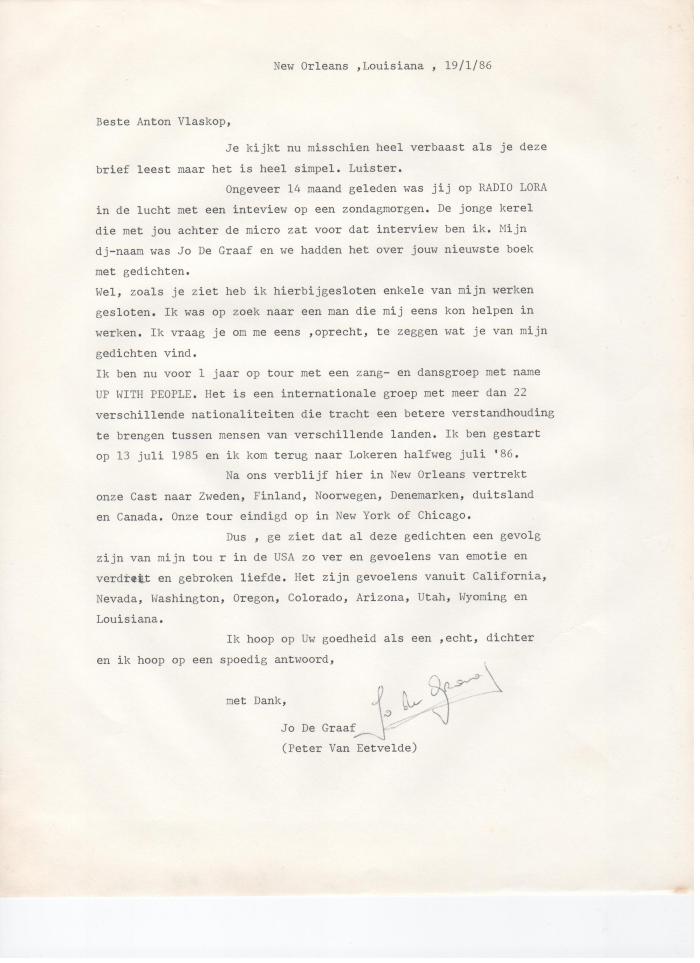 New Orleans ,Louisiana , 19/1/86
Beste Anton Vlaskop,
Je kijkt nu misschien heel verbaast als je deze
brief leest maar het is heel simpel. Luister.
Ongeveer 14 maand geleden was jij op RADIO LORA
in de lucht met een inteview op een zondagmorgen. De jonge kerel
die met jou achter de micro zat voor dat interview ben ik. Mijn
dj-naam was Jo De Graaf en we hadden het over jouw nieuwste boek
met gedichten.
Wel, zoals je ziet heb ik hierbijgesloten enkele van mijn werken
gesloten. Ik was op zoek naar een man die mij eens kon helpen in
werken. Ik vraag je om me eens ,oprecht, te zeggen wat je van mijn
gedichten vind.
Ik ben nu voor 1 jaar op tour met een zang- en dansgroep met name
UP WITH PEOPLE. Het is een internationale groep met meer dan 22
verschillende nationaliteiten die tracht een betere verstandhouding
te brengen tussen mensen van verschillende landen. Ik ben gestart
op 13 juli 1985 en ik kom terug naar Lokeren halfweg juli '86.
Na ons verblijf hier in New Orleans vertrekt
onze Cast naar Zweden, Finland, Noorwegen, Denemarken, duitsland
en Canada. Onze tour eindigd op in New York of Chicago.
Dus , ge ziet dat al deze gedichten een gevolg
zijn van mijn tou r in de USA zo ver en gevoelens van emotie en
en gebroken liefde. Het zijn gevoelens vanuit California,
Nevada, Washington, Oregon, Colorado, Arizona, Utah, Wyoming en
Louisiana.
Ik hoop op Uw goedheid als een ,echt, dichter
en ik hoop op een spoedig antwoord,
met Dank,
Jo de Graaf
Jo De Graaf
(Peter Van Eetvelde)